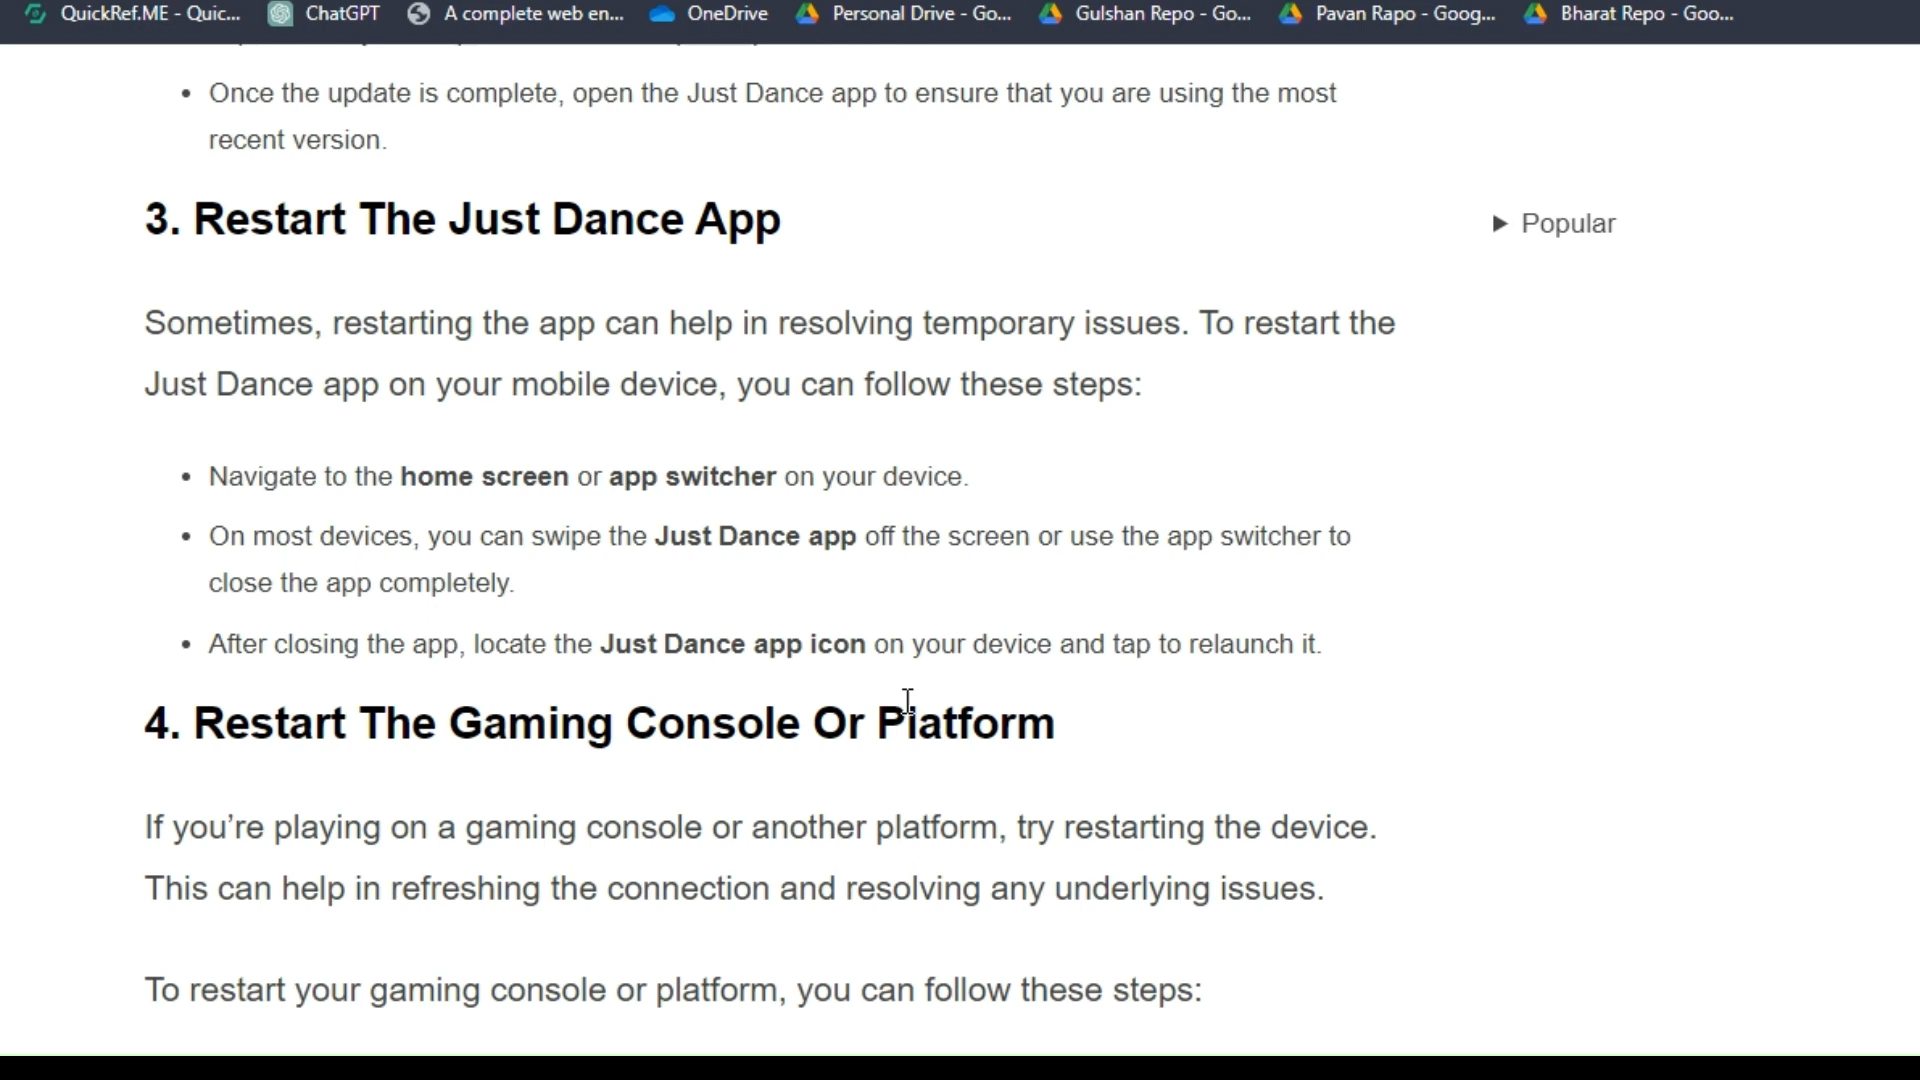 QuickRef.ME - Quic...
ChatGPT
A complete web en...
OneDrive
Personal Drive - Go...
Gulshan Repo - Go...
Pavan Rapo - Goog...
Bharat Repo - Goo...
• Once the update is complete, open the Just Dance app to ensure that you are using the most
recent version.
3. Restart The Just Dance App
▶ Popular
Sometimes, restarting the app can help in resolving temporary issues. To restart the
Just Dance app on your mobile device, you can follow these steps:
• Navigate to the home screen or app switcher on your device.
• On most devices, you can swipe the Just Dance app off the screen or use the app switcher to
close the app completely.
• After closing the app, locate the Just Dance app icon on your device and tap to relaunch it.
4. Restart The Gaming Console Or Platform
If you’re playing on a gaming console or another platform, try restarting the device.
This can help in refreshing the connection and resolving any underlying issues.
To restart your gaming console or platform, you can follow these steps: